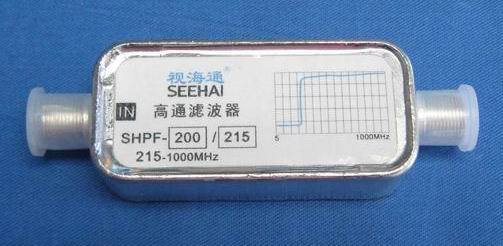 视海通®
SEEHAI
IN
高通滤波器
SHPF-200/215
215-1000MHz
5 1000MHz